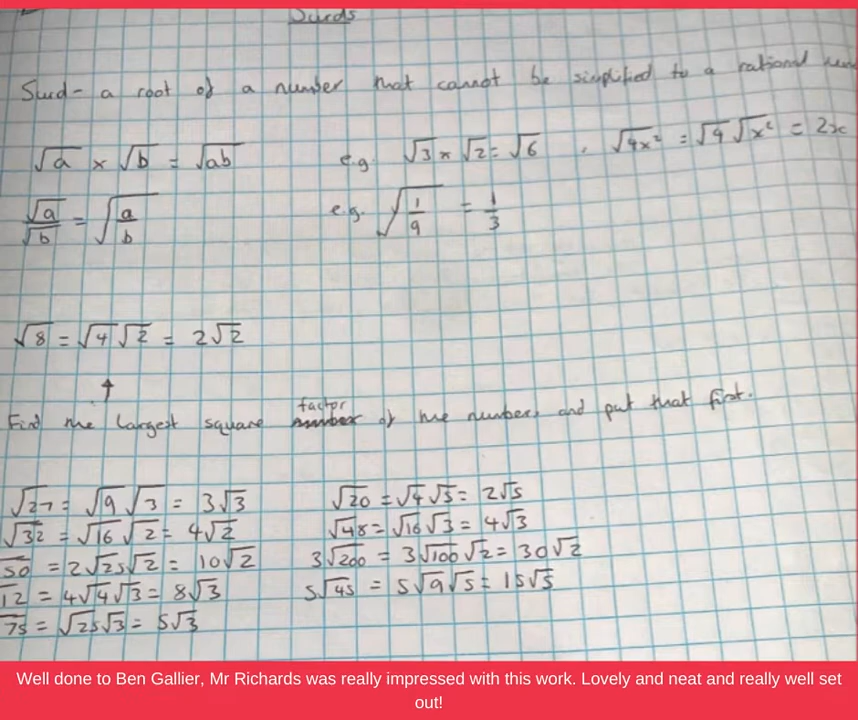 Surds
Surd - a root of a number that cannot be simplified to a rational
√a × √b = √ab e.g. √3 × √2 = √6 , √4x² = √4 √x² = 2x
√a/√b = √(a/b) e.g. √(1/9) = 1/3
√8 = √4 √2 = 2√2
↑
factor
Find the largest square number of the number, and put that first.
√27 = √9 √3 = 3√3 √20 = √4 √5 = 2√5
√32 = √16 √2 = 4√2 √48 = √16 √3 = 4√3
√50 = 2√25 √2 = 10√2 3√200 = 3√100 √2 = 30√2
√12 = 4√4 √3 = 8√3 5√45 = 5√9 √5 = 15√5
√75 = √25 √3 = 5√3
Well done to Ben Gallier, Mr Richards was really impressed with this work. Lovely and neat and really well set
out!